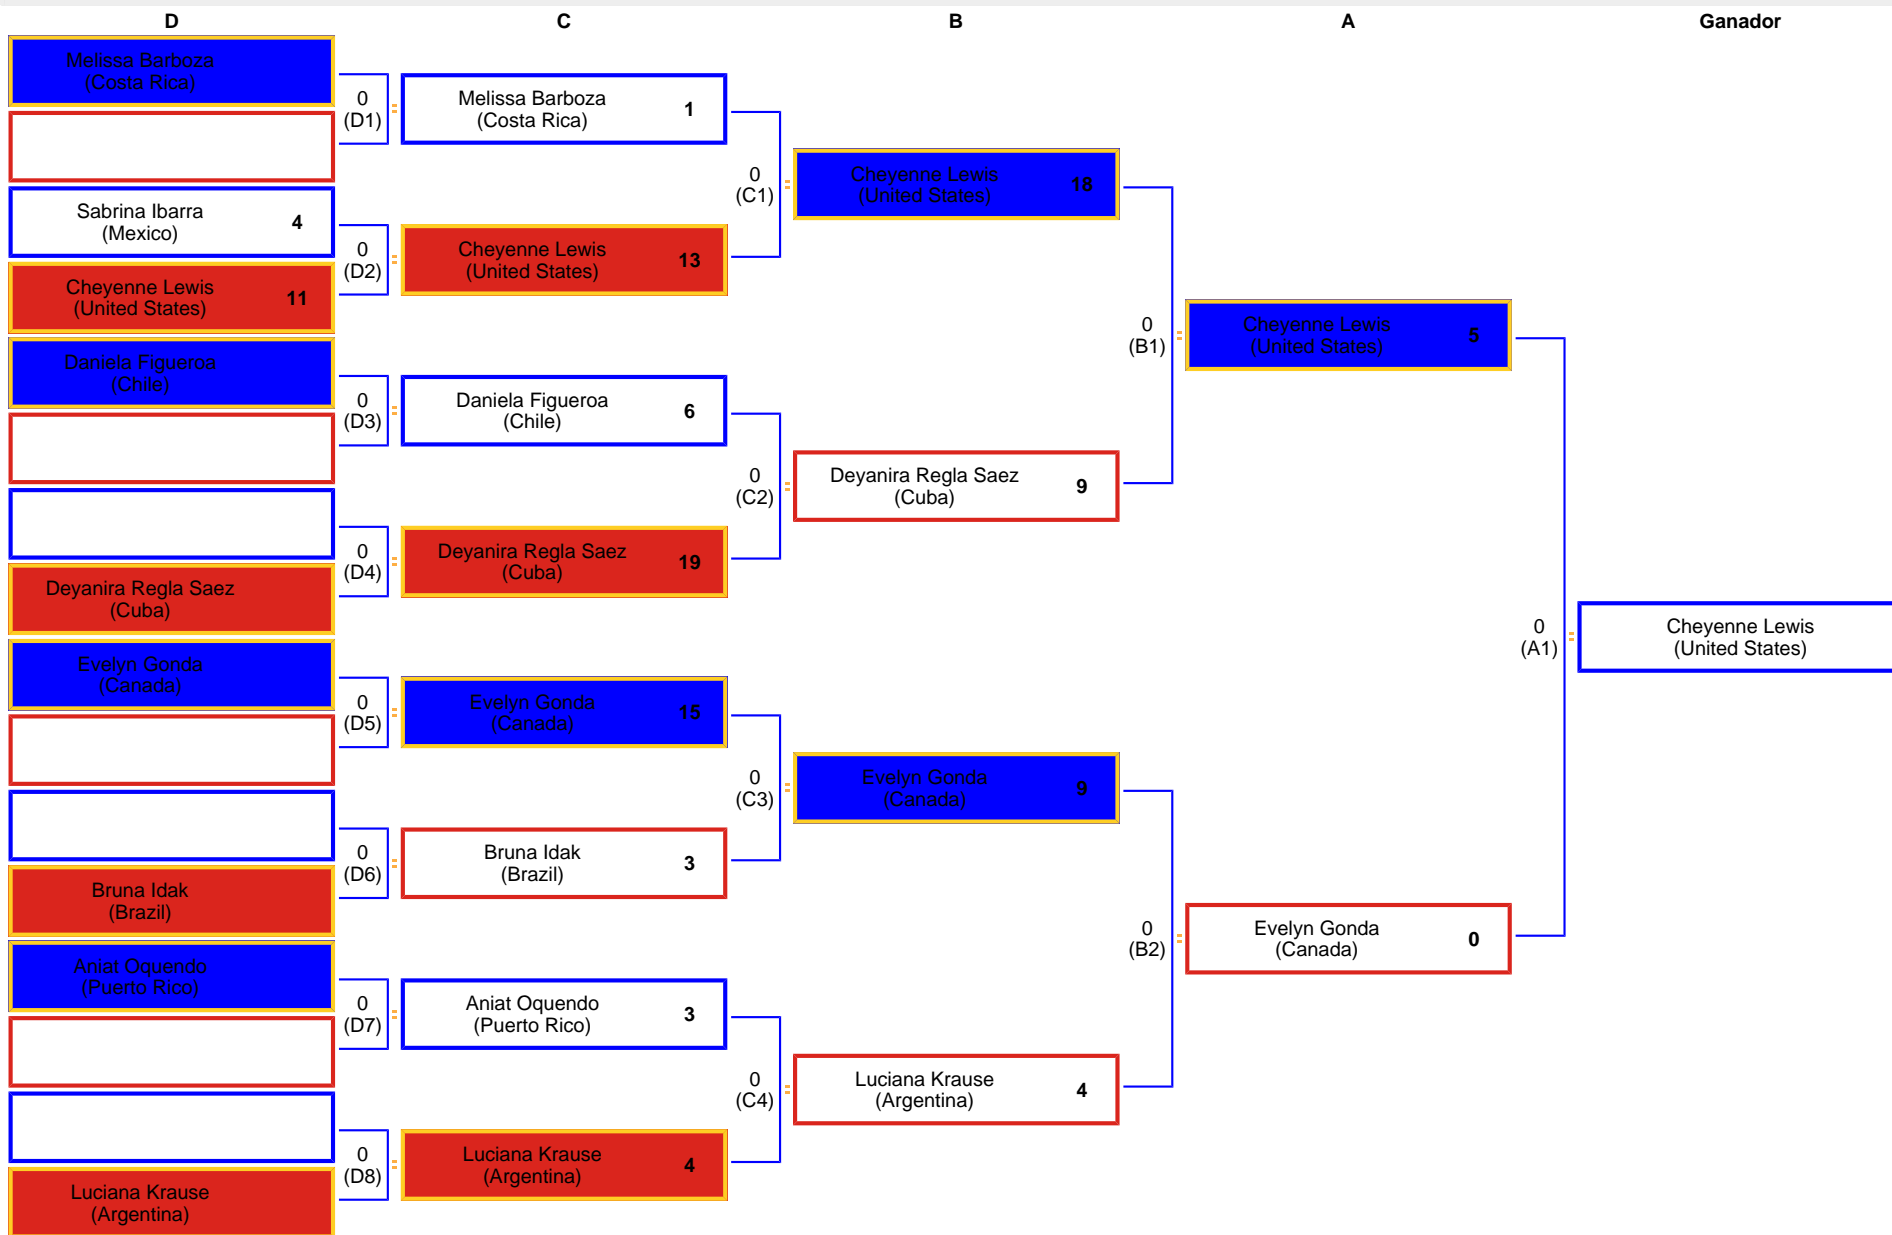 D
C
B
A
Ganador
Melissa Barboza
(Costa Rica)
Sabrina Ibarra
(Mexico)
4
Cheyenne Lewis
(United States)
11
Daniela Figueroa
(Chile)
Deyanira Regla Saez
(Cuba)
Evelyn Gonda
(Canada)
Bruna Idak
(Brazil)
Aniat Oquendo
(Puerto Rico)
Luciana Krause
(Argentina)
0
(D1)
0
(D2)
0
(D3)
0
(D4)
0
(D5)
0
(D6)
0
(D7)
0
(D8)
Melissa Barboza
(Costa Rica)
1
Cheyenne Lewis
(United States)
13
Daniela Figueroa
(Chile)
6
Deyanira Regla Saez
(Cuba)
19
Evelyn Gonda
(Canada)
15
Bruna Idak
(Brazil)
3
Aniat Oquendo
(Puerto Rico)
3
Luciana Krause
(Argentina)
4
0
(C1)
0
(C2)
0
(C3)
0
(C4)
Cheyenne Lewis
(United States)
18
Deyanira Regla Saez
(Cuba)
9
Evelyn Gonda
(Canada)
9
Luciana Krause
(Argentina)
4
0
(B1)
0
(B2)
Cheyenne Lewis
(United States)
5
Evelyn Gonda
(Canada)
0
0
(A1)
Cheyenne Lewis
(United States)